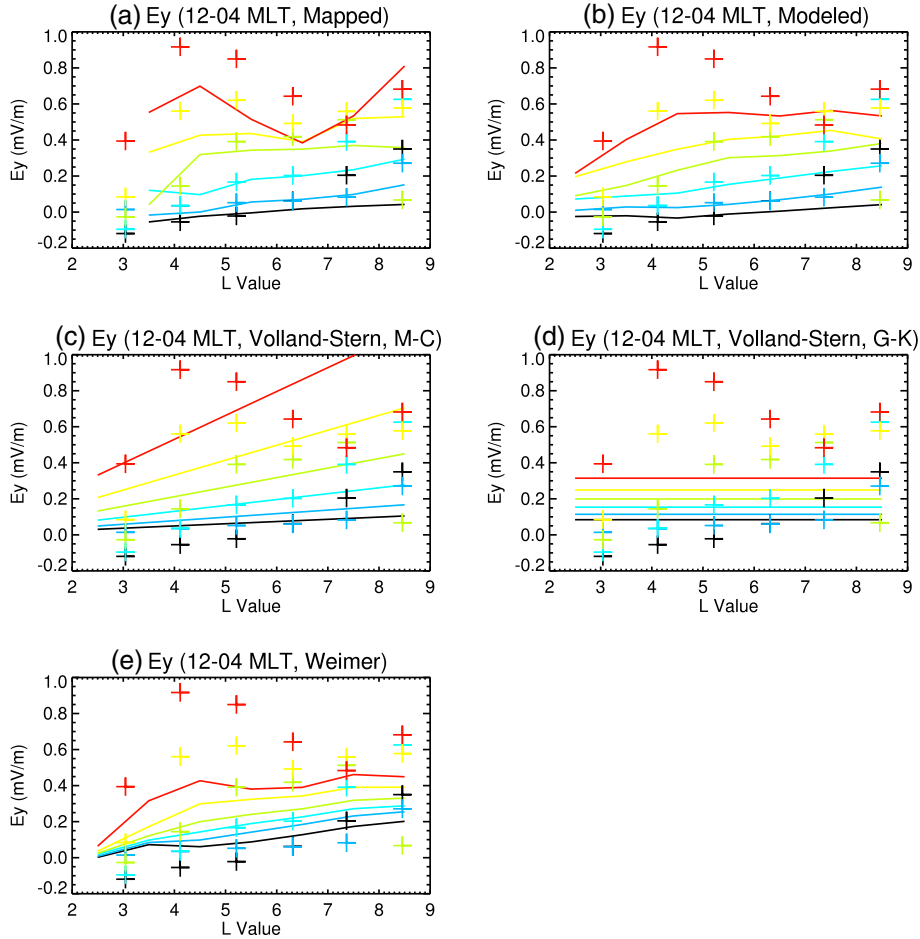 (a) Ey (12-04 MLT, Mapped)
1.0
0.8
0.6
0.4
0.2
0.0
-0.2
Ey (mV/m)
2 3 4 5 6 7 8 9
L Value
(b) Ey (12-04 MLT, Modeled)
1.0
0.8
0.6
0.4
0.2
0.0
-0.2
Ey (mV/m)
2 3 4 5 6 7 8 9
L Value
(c) Ey (12-04 MLT, Volland-Stern, M-C)
1.0
0.8
0.6
0.4
0.2
0.0
-0.2
Ey (mV/m)
2 3 4 5 6 7 8 9
L Value
(d) Ey (12-04 MLT, Volland-Stern, G-K)
1.0
0.8
0.6
0.4
0.2
0.0
-0.2
Ey (mV/m)
2 3 4 5 6 7 8 9
L Value
(e) Ey (12-04 MLT, Weimer)
1.0
0.8
0.6
0.4
0.2
0.0
-0.2
Ey (mV/m)
2 3 4 5 6 7 8 9
L Value